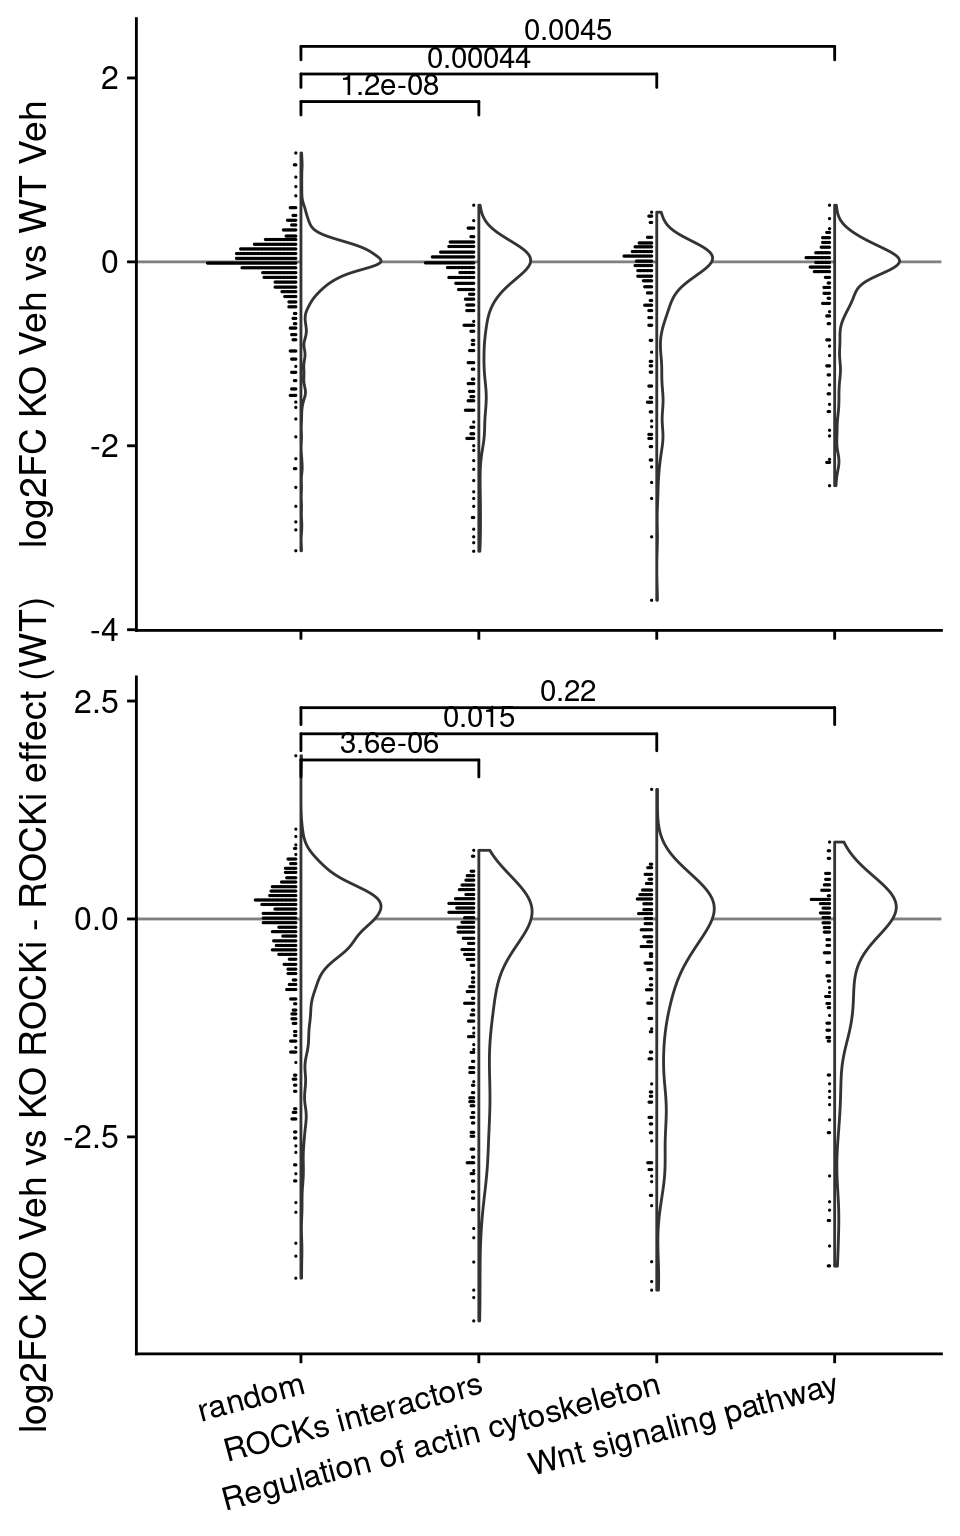 log2FC KO Veh vs WT Veh
0.0045
0.00044
1.2e-08
2
0
-2
-4
log2FC KO Veh vs KO ROCKi - ROCKi effect (WT)
0.22
0.015
3.6e-06
2.5
0.0
-2.5
random
ROCKs interactors
Regulation of actin cytoskeleton
Wnt signaling pathway